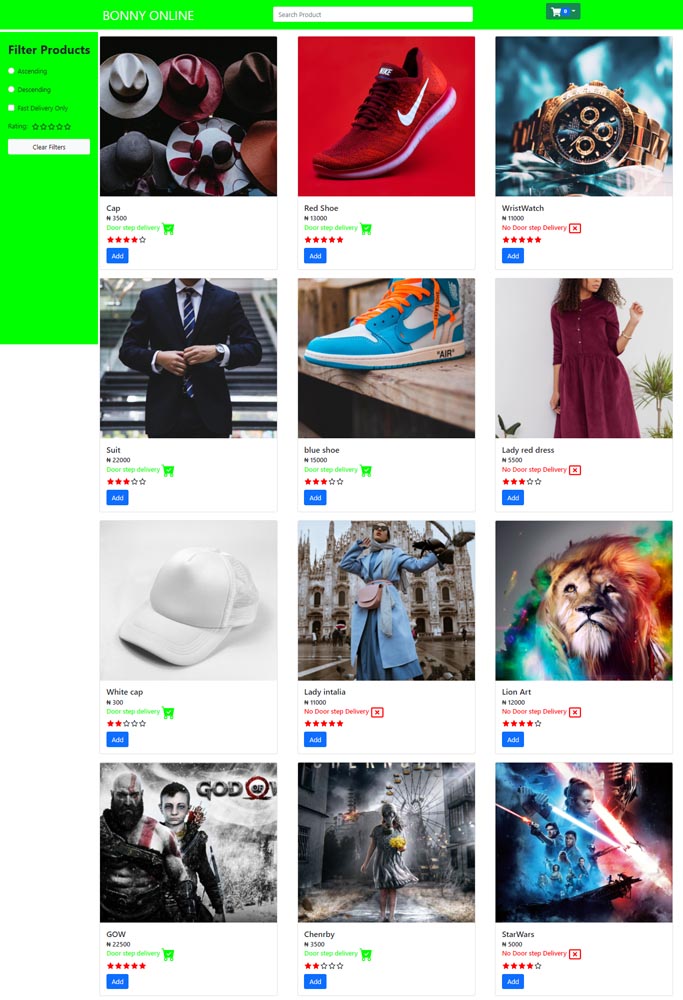 BONNY ONLINE
Search Product
0
Filter Products
Ascending
Descending
Fast Delivery Only
Rating:
Clear Filters
Cap
₦ 3500
Door step delivery
Add
NIKE
Red Shoe
₦ 13000
Door step delivery
Add
WristWatch
₦ 11000
No Door step Delivery
Add
Suit
₦ 22000
Door step delivery
Add
"AIR"
blue shoe
₦ 15000
Door step delivery
Add
Lady red dress
₦ 5500
No Door step Delivery
Add
White cap
₦ 300
Door step delivery
Add
Lady intalia
₦ 11000
No Door step Delivery
Add
Lion Art
₦ 12000
No Door step Delivery
Add
GOD OF
GOW
₦ 22500
Door step delivery
Add
Chenrby
₦ 3500
Door step delivery
Add
StarWars
₦ 5000
No Door step Delivery
Add